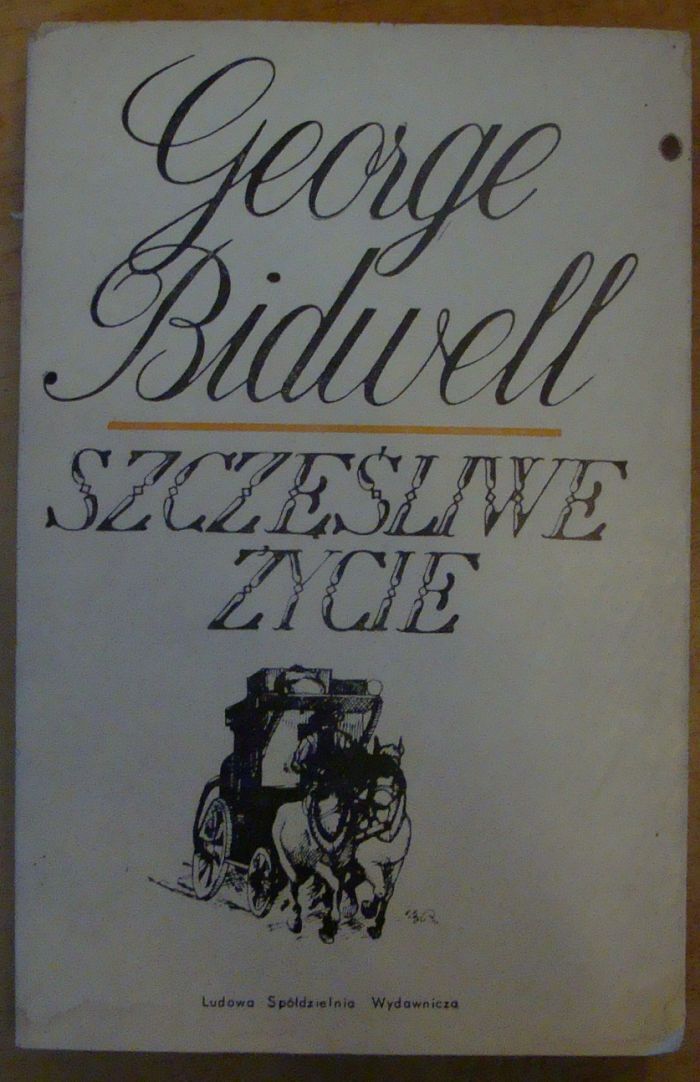 George
Bidwell
SZCZĘŚLIWE
ŻYCIE
Ludowa Spółdzielnia Wydawnicza